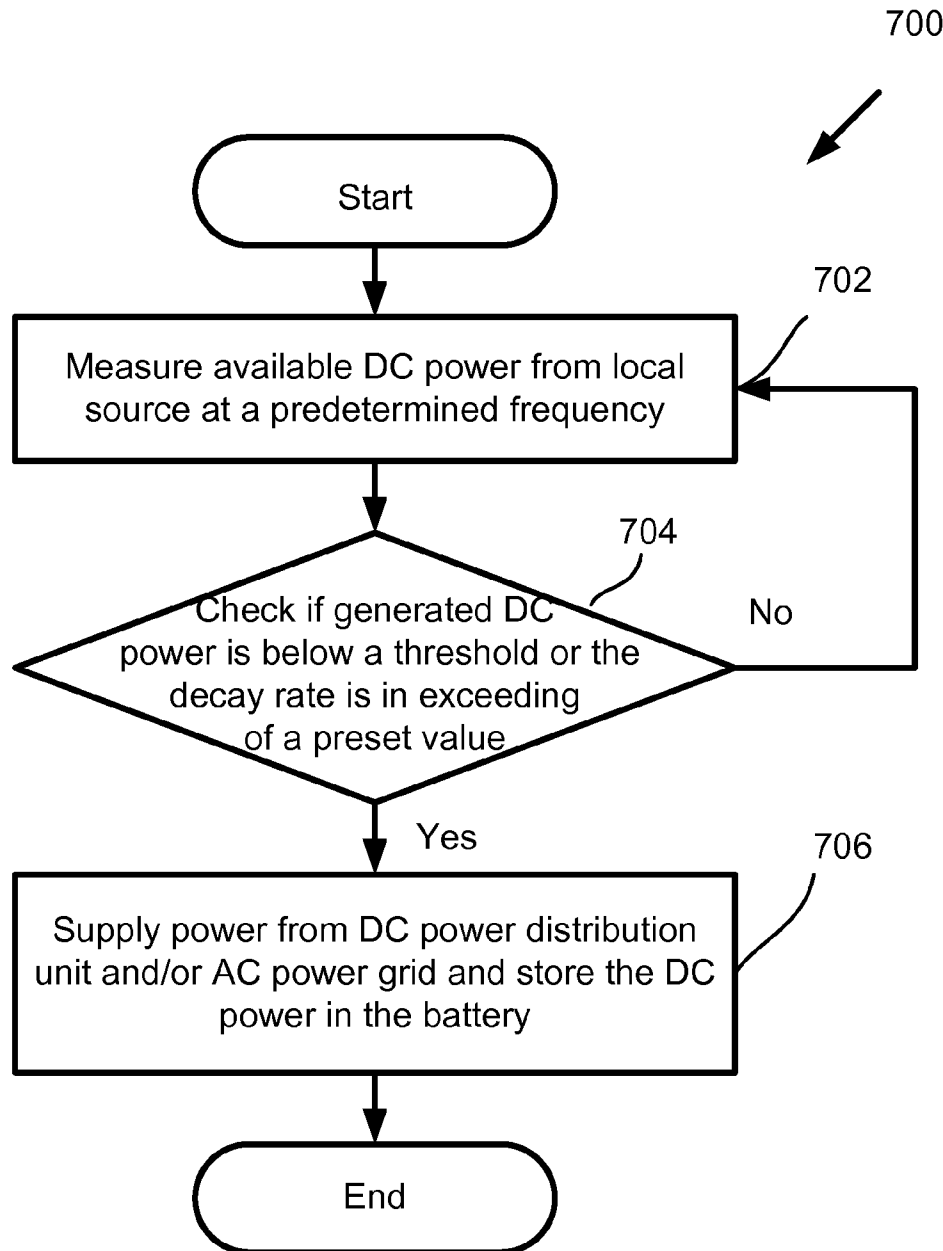 700
Start
702
Measure available DC power from local
source at a predetermined frequency
704
Check if generated DC
power is below a threshold or the
decay rate is in exceeding
of a preset value
No
Yes
706
Supply power from DC power distribution
unit and/or AC power grid and store the DC
power in the battery
End